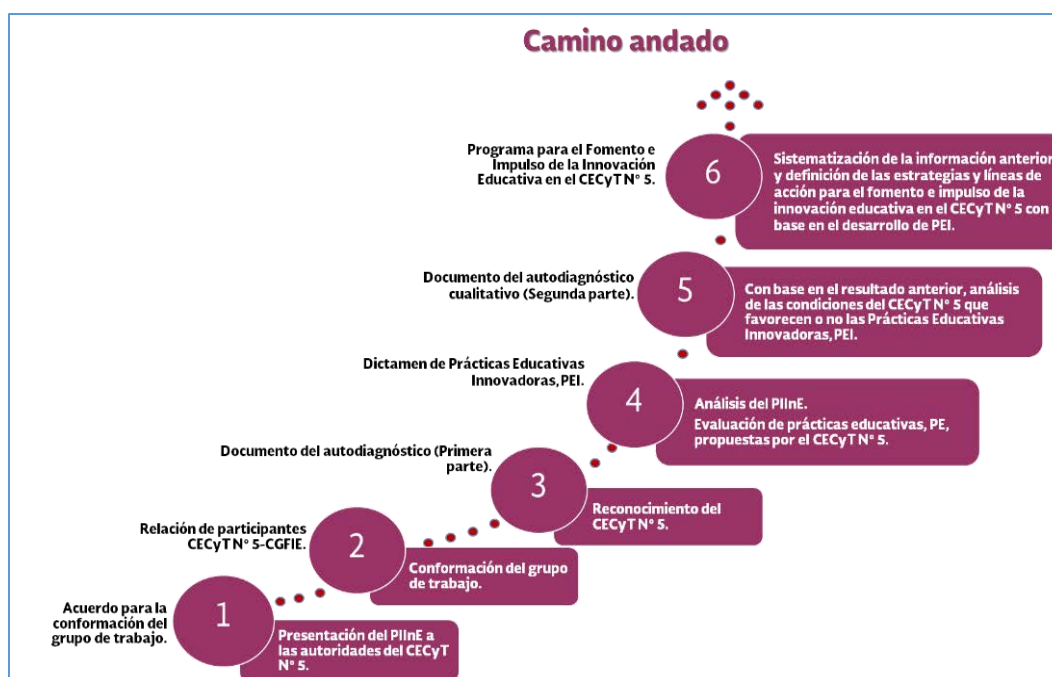 Camino andado
Programa para el Fomento e
Impulso de la Innovación
Educativa en el CECyT N° 5.
6
Sistematización de la información anterior
y definición de las estrategias y líneas de
acción para el fomento e impulso de la
innovación educativa en el CECyT N° 5 con
base en el desarrollo de PEI.
Documento del autodiagnóstico
cualitativo (Segunda parte).
5
Con base en el resultado anterior, análisis
de las condiciones del CECyT N° 5 que
favorecen o no las Prácticas Educativas
Innovadoras, PEI.
Dictamen de Prácticas Educativas
Innovadoras, PEI.
4
Análisis del PIInE.
Evaluación de prácticas educativas, PE,
propuestas por el CECyT N° 5.
Documento del autodiagnóstico (Primera
parte).
3
Reconocimiento del
CECyT N° 5.
Relación de participantes
CECyT N° 5-CGFIE.
2
Conformación del grupo
de trabajo.
Acuerdo para la
conformación del
grupo de trabajo.
1
Presentación del PIInE a
las autoridades del CECyT
N° 5.